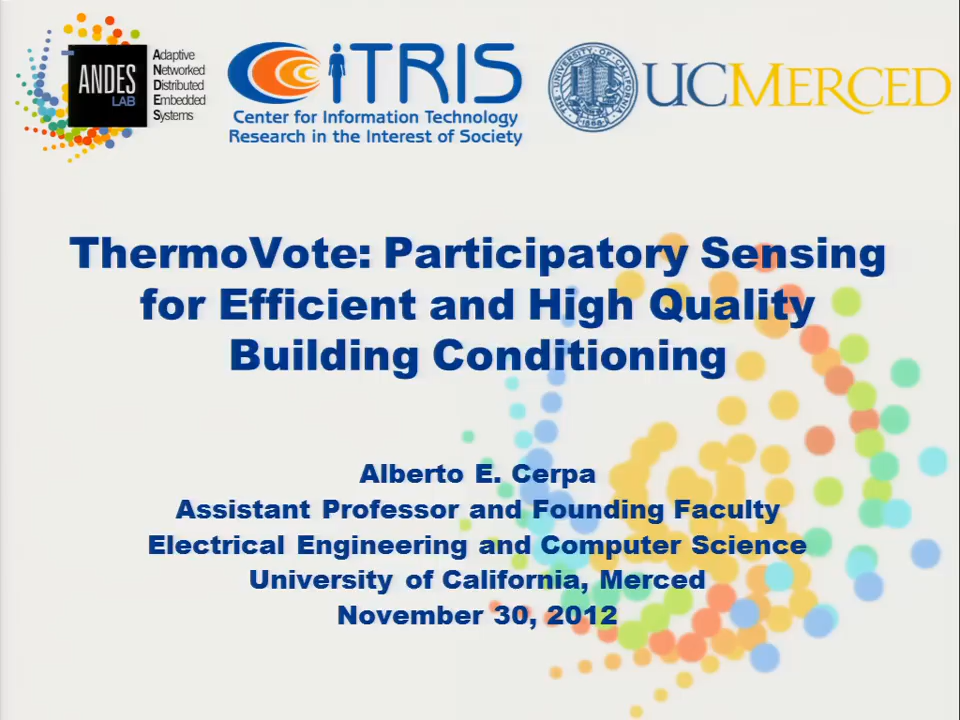 ANDES
LAB
Adaptive
Networked
Distributed
Embedded
Systems
CiTRIS
Center for Information Technology
Research in the Interest of Society
UCMERCED
ThermoVote: Participatory Sensing
for Efficient and High Quality
Building Conditioning
Alberto E. Cerpa
Assistant Professor and Founding Faculty
Electrical Engineering and Computer Science
University of California, Merced
November 30, 2012